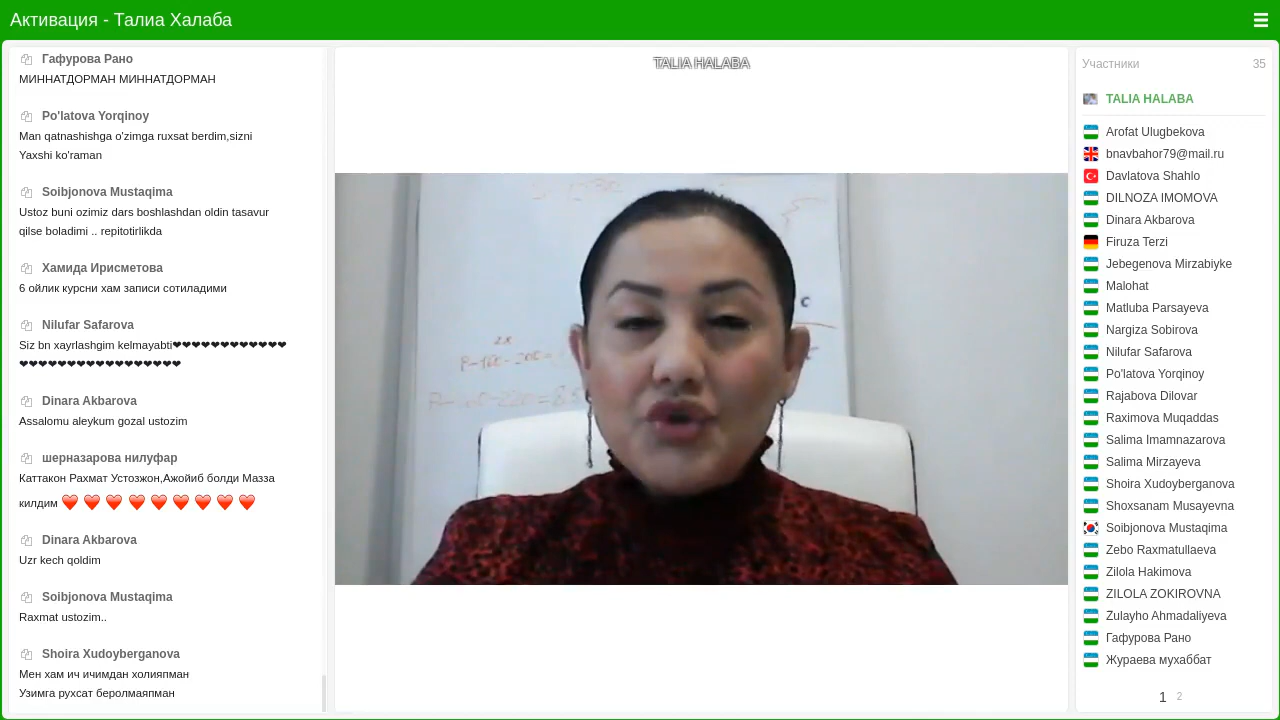 Активация - Талиа Халаба
Гафурова Рано
МИННАТДОРМАН МИННАТДОРМАН
Po'latova Yorqinoy
Man qatnashishga o'zimga ruxsat berdim,sizni
Yaxshi ko'raman
Soibjonova Mustaqima
Ustoz buni ozimiz dars boshlashdan oldin tasavur
qilse boladimi .. repitotirlikda
Хамида Ирисметова
6 ойлик курсни хам записи сотиладими
Nilufar Safarova
Siz bn xayrlashgim kelmayabti❤❤❤❤❤❤❤❤❤❤❤❤
❤❤❤❤❤❤❤❤❤❤❤❤❤❤❤❤❤
Dinara Akbarova
Assalomu aleykum gozal ustozim
шерназарова нилуфар
Каттакон Рахмат Устозжон,Ажойиб болди Мазза
килдим ❤❤❤❤❤❤❤❤❤
Dinara Akbarova
Uzr kech qoldim
Soibjonova Mustaqima
Raxmat ustozim..
Shoira Xudoyberganova
Мен хам ич ичимдан холияпман
Узимга рухсат беролмаяпман
TALIA HALABA
2x
C
Участники 35
TALIA HALABA
Arofat Ulugbekova
bnavbahor79@mail.ru
Davlatova Shahlo
DILNOZA IMOMOVA
Dinara Akbarova
Firuza Terzi
Jebegenova Mirzabiyke
Malohat
Matluba Parsayeva
Nargiza Sobirova
Nilufar Safarova
Po'latova Yorqinoy
Rajabova Dilovar
Raximova Muqaddas
Salima Imamnazarova
Salima Mirzayeva
Shoira Xudoyberganova
Shoxsanam Musayevna
Soibjonova Mustaqima
Zebo Raxmatullaeva
Zilola Hakimova
ZILOLA ZOKIROVNA
Zulayho Ahmadaliyeva
Гафурова Рано
Жураева мухаббат
1 2